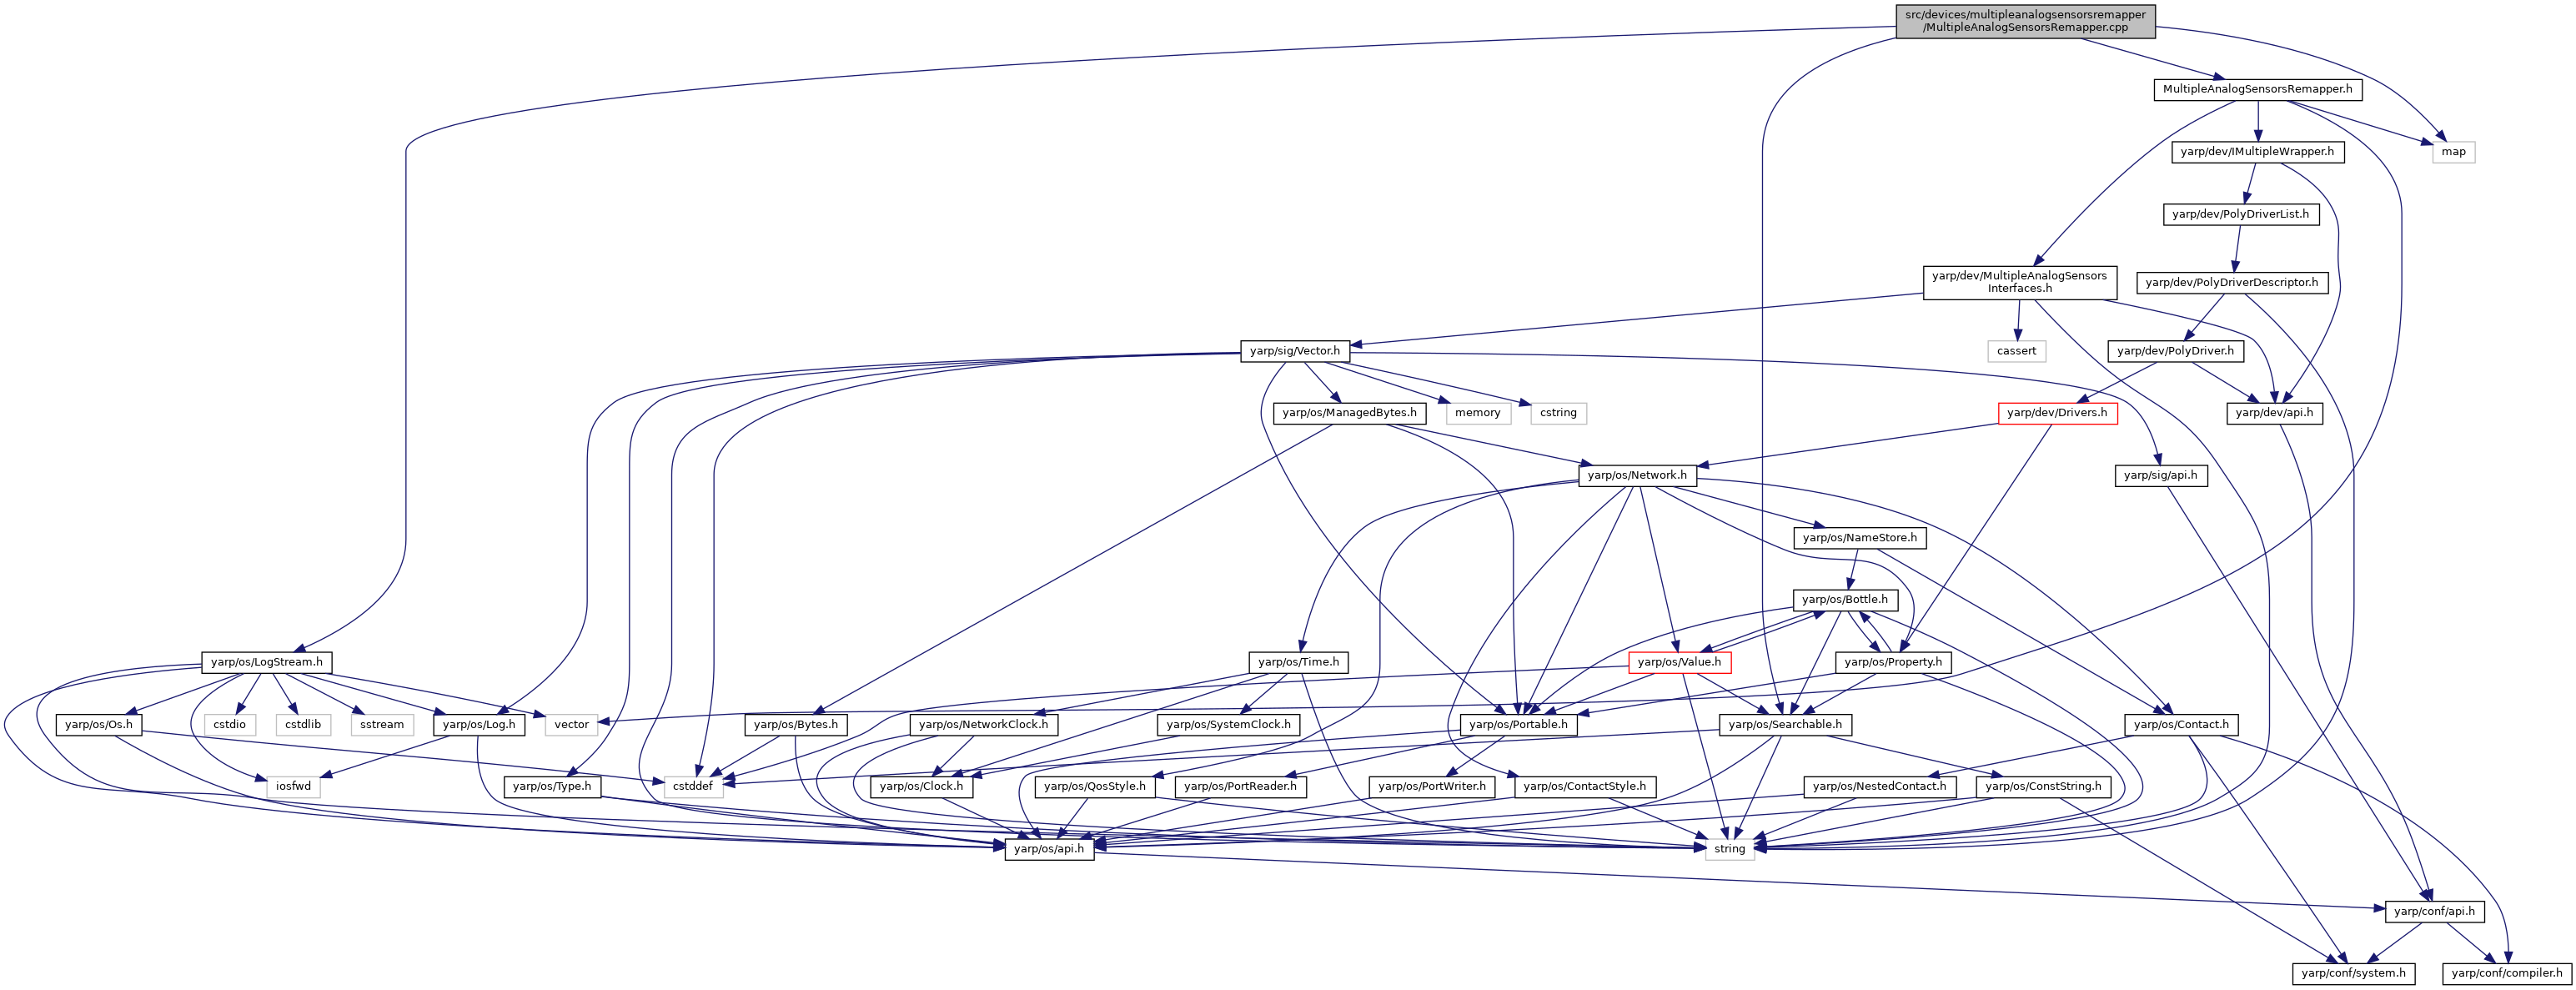 src/devices/multipleanalogsensorsremapper
/MultipleAnalogSensorsRemapper.cpp
MultipleAnalogSensorsRemapper.h
yarp/dev/IMultipleWrapper.h
map
yarp/dev/PolyDriverList.h
yarp/dev/MultipleAnalogSensors
Interfaces.h
yarp/dev/PolyDriverDescriptor.h
yarp/sig/Vector.h
cassert
yarp/dev/PolyDriver.h
yarp/os/ManagedBytes.h
memory
cstring
yarp/dev/Drivers.h
yarp/dev/api.h
yarp/os/Network.h
yarp/sig/api.h
yarp/os/NameStore.h
yarp/os/Bottle.h
yarp/os/LogStream.h
yarp/os/Time.h
yarp/os/Value.h
yarp/os/Property.h
yarp/os/Os.h
cstdio
cstdlib
sstream
yarp/os/Log.h
vector
yarp/os/Bytes.h
yarp/os/NetworkClock.h
yarp/os/SystemClock.h
yarp/os/Portable.h
yarp/os/Searchable.h
yarp/os/Contact.h
iosfwd
yarp/os/Type.h
cstddef
yarp/os/Clock.h
yarp/os/QosStyle.h
yarp/os/PortReader.h
yarp/os/PortWriter.h
yarp/os/ContactStyle.h
yarp/os/NestedContact.h
yarp/os/ConstString.h
yarp/os/api.h
string
yarp/conf/api.h
yarp/conf/system.h
yarp/conf/compiler.h